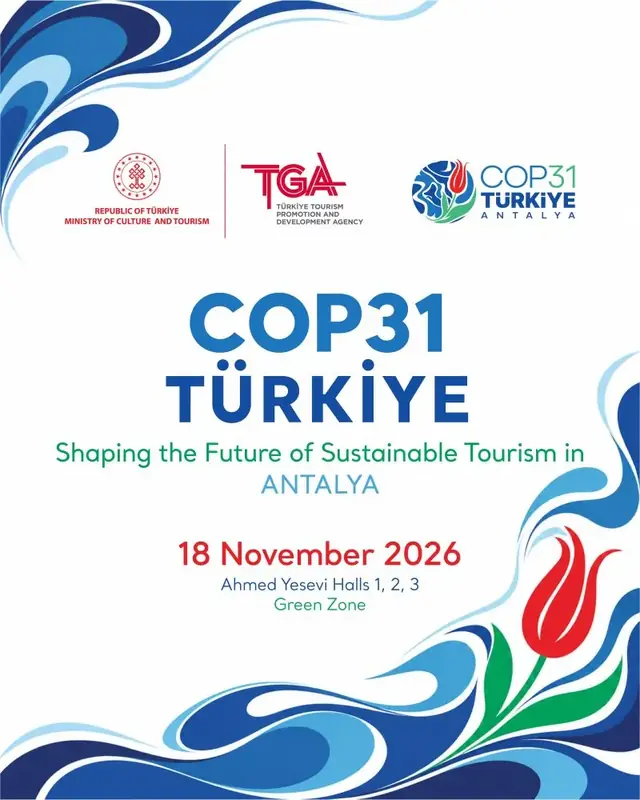 REPUBLIC OF TÜRKİYE
MINISTRY OF CULTURE AND TOURISM
TGA
TÜRKİYE TOURISM
PROMOTION AND
DEVELOPMENT AGENCY
COP31
TÜRKİYE
ANTALYA
COP31
TÜRKİYE
Shaping the Future of Sustainable Tourism in
ANTALYA
18 November 2026
Ahmed Yesevi Halls 1, 2, 3
Green Zone